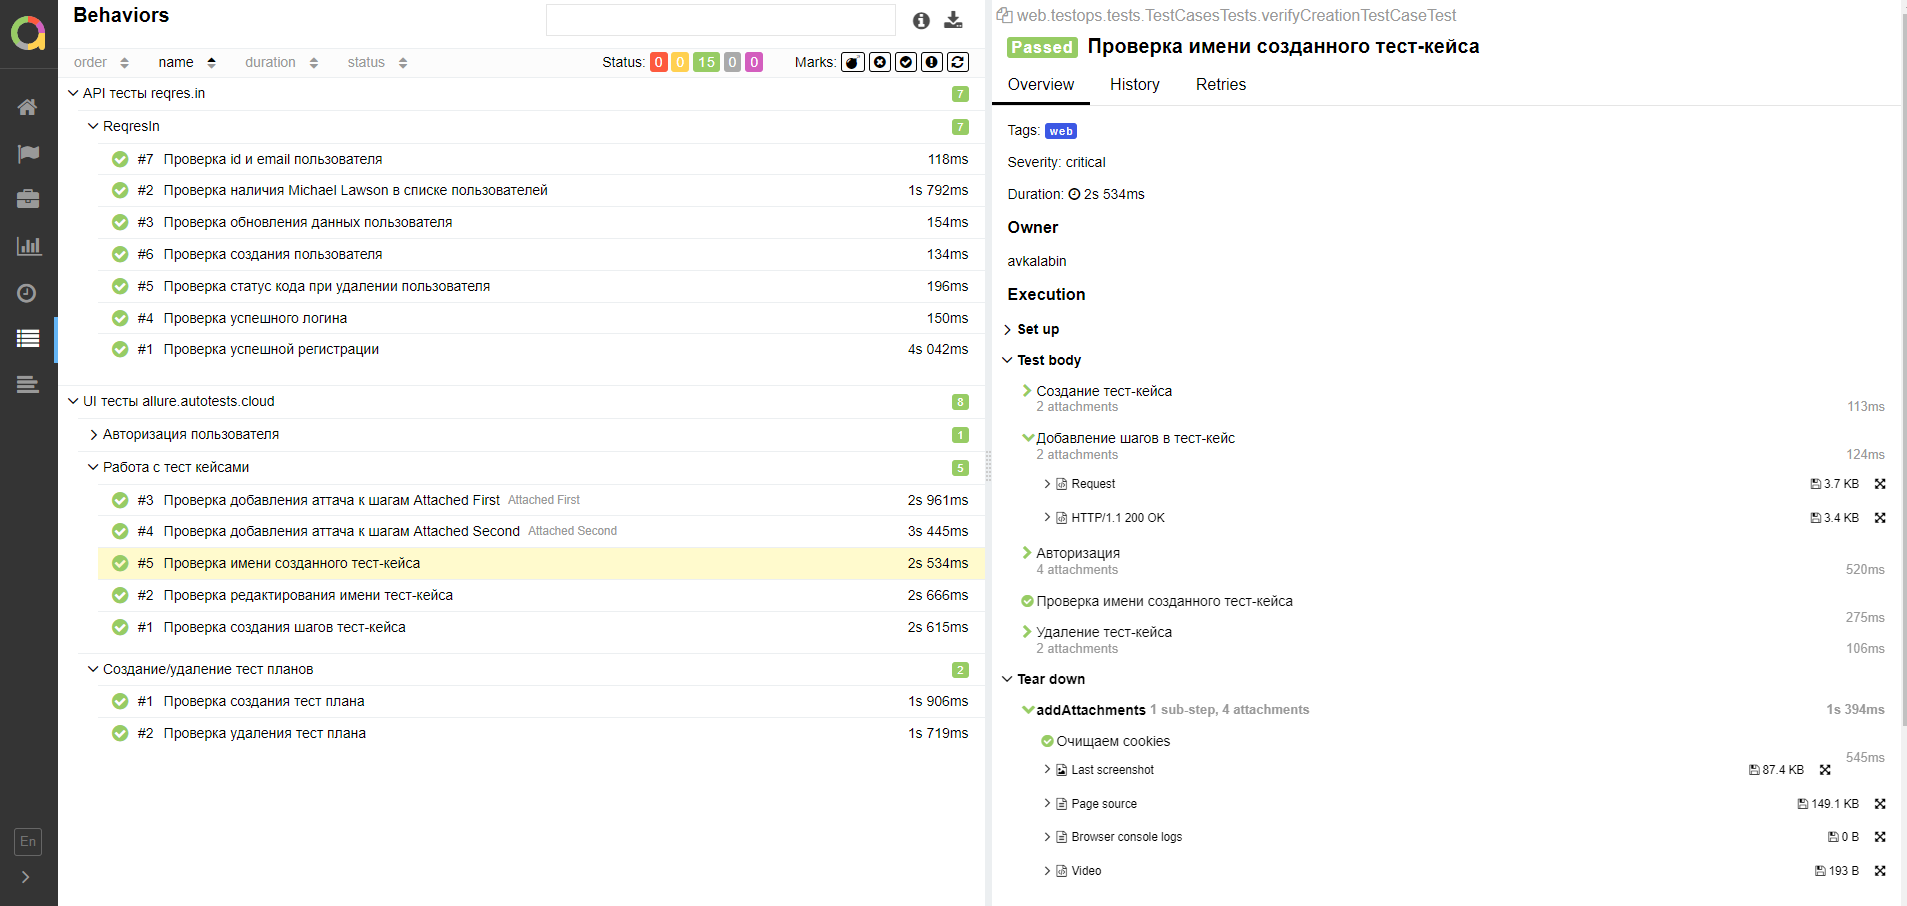 Behaviors
order name duration status Status: 0 0 15 0 0 Marks:
API тесты reqres.in 7
ReqresIn 7
#7 Проверка id и email пользователя 118ms
#2 Проверка наличия Michael Lawson в списке пользователей 1s 792ms
#3 Проверка обновления данных пользователя 154ms
#6 Проверка создания пользователя 134ms
#5 Проверка статус кода при удалении пользователя 196ms
#4 Проверка успешного логина 150ms
#1 Проверка успешной регистрации 4s 042ms
UI тесты allure.autotests.cloud 8
Авторизация пользователя 1
Работа с тест кейсами 5
#3 Проверка добавления аттача к шагам Attached First Attached First 2s 961ms
#4 Проверка добавления аттача к шагам Attached Second Attached Second 3s 445ms
#5 Проверка имени созданного тест-кейса 2s 534ms
#2 Проверка редактирования имени тест-кейса 2s 666ms
#1 Проверка создания шагов тест-кейса 2s 615ms
Создание/удаление тест планов 2
#1 Проверка создания тест плана 1s 906ms
#2 Проверка удаления тест плана 1s 719ms
En
web.testops.tests.TestCasesTests.verifyCreationTestCaseTest
Passed Проверка имени созданного тест-кейса
Overview History Retries
Tags: web
Severity: critical
Duration: 2s 534ms
Owner
avkalabin
Execution
Set up
Test body
Создание тест-кейса
2 attachments 113ms
Добавление шагов в тест-кейс
2 attachments 124ms
Request 3.7 KB
HTTP/1.1 200 OK 3.4 KB
Авторизация
4 attachments 520ms
Проверка имени созданного тест-кейса
275ms
Удаление тест-кейса
2 attachments 106ms
Tear down
addAttachments 1 sub-step, 4 attachments 1s 394ms
Очищаем cookies
545ms
Last screenshot 87.4 KB
Page source 149.1 KB
Browser console logs 0 B
Video 193 B